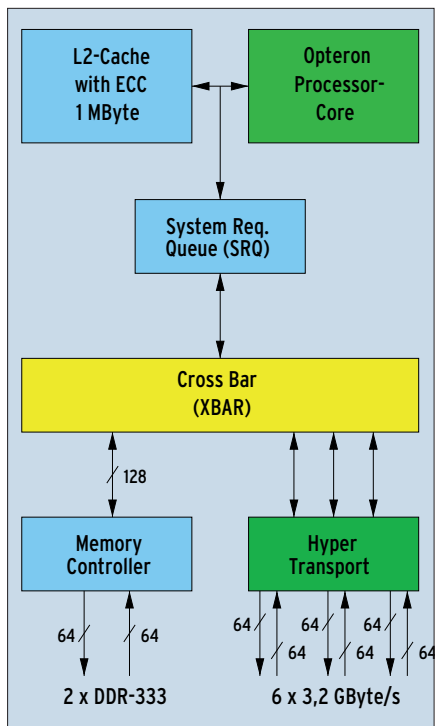 L2-Cache
with ECC
1 MByte
Opteron
Processor-
Core
System Req.
Queue (SRQ)
Cross Bar
(XBAR)
128
Memory
Controller
Hyper
Transport
64
64
64
64
64
64
64
64
2 x DDR-333
6 x 3,2 GByte/s